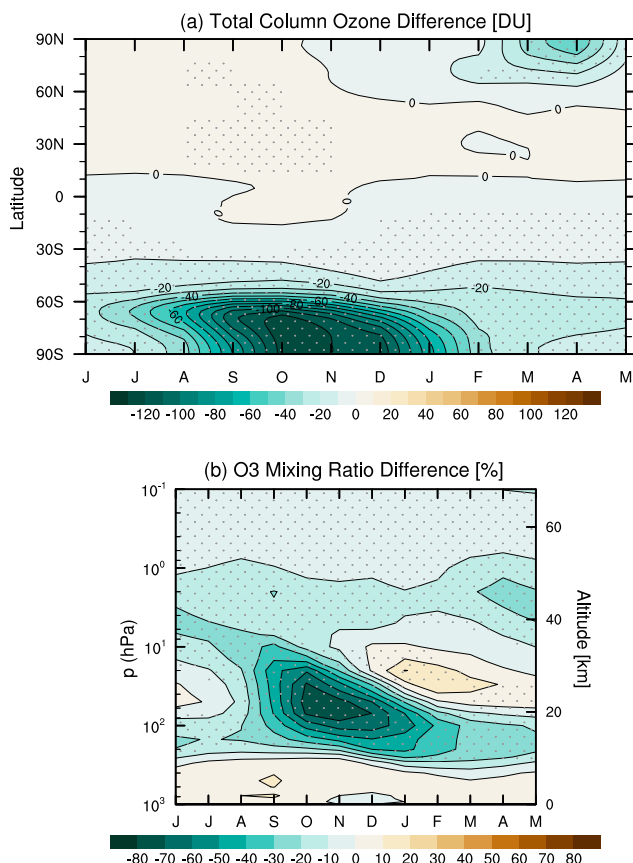 (a) Total Column Ozone Difference [DU]
90N
60N
30N
0
30S
60S
90S
Latitude
0
0
0
0
0
0
-20
-20
-20
-20
-40
-40
-60
-60
-80
-100
J J A S O N D J F M A M
-120 -100 -80 -60 -40 -20 0 20 40 60 80 100 120
(b) O3 Mixing Ratio Difference [%]
10-1
100
101
102
103
p (hPa)
60
40
20
0
Altitude [km]
J J A S O N D J F M A M
-80 -70 -60 -50 -40 -30 -20 -10 0 10 20 30 40 50 60 70 80